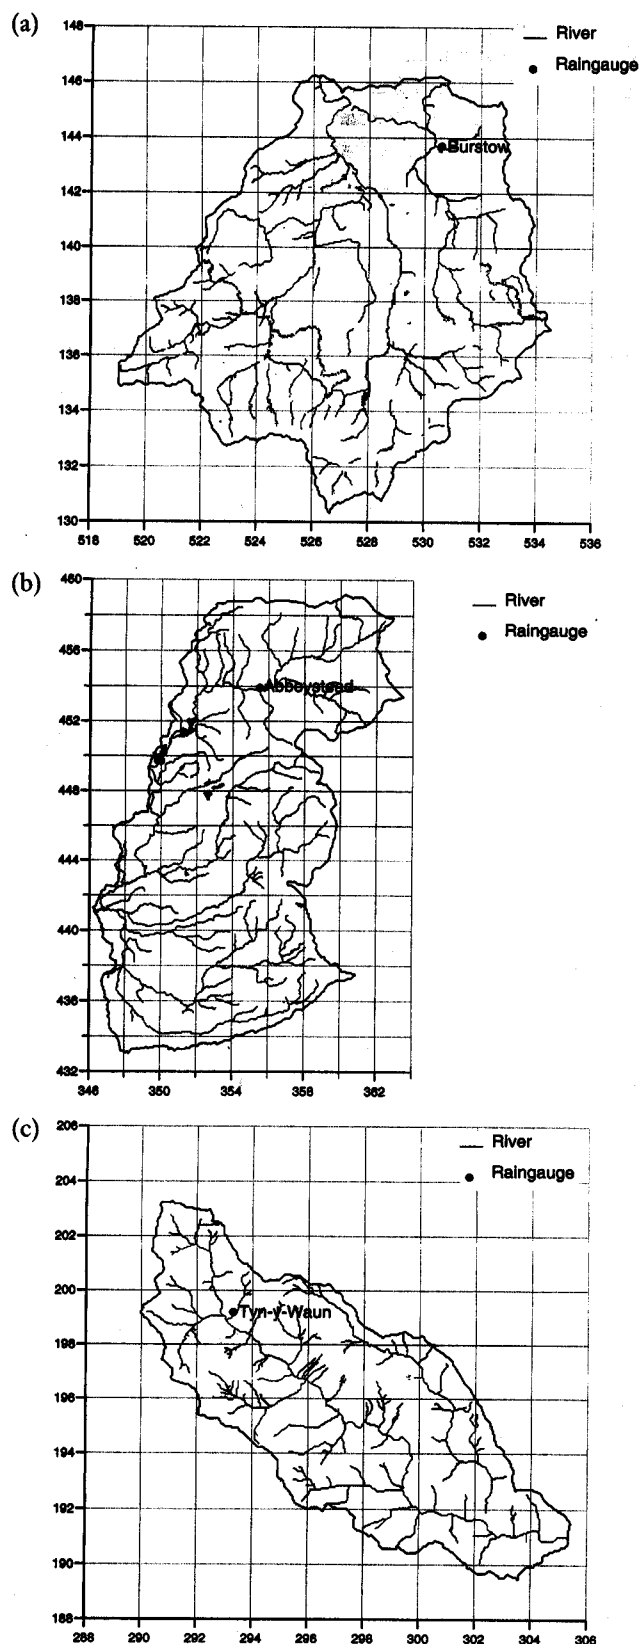 (a)
148
River
Raingauge
146
144
Burstow
142
140
138
136
134
132
130
518 520 522 524 526 528 530 532 534 536
(b)
460
River
Raingauge
456
Abbeystead
452
448
444
440
436
432
346 350 354 358 362
(c)
206
River
Raingauge
204
202
200
Tyn-y-Waun
198
196
194
192
190
188
288 290 292 294 296 298 300 302 304 306